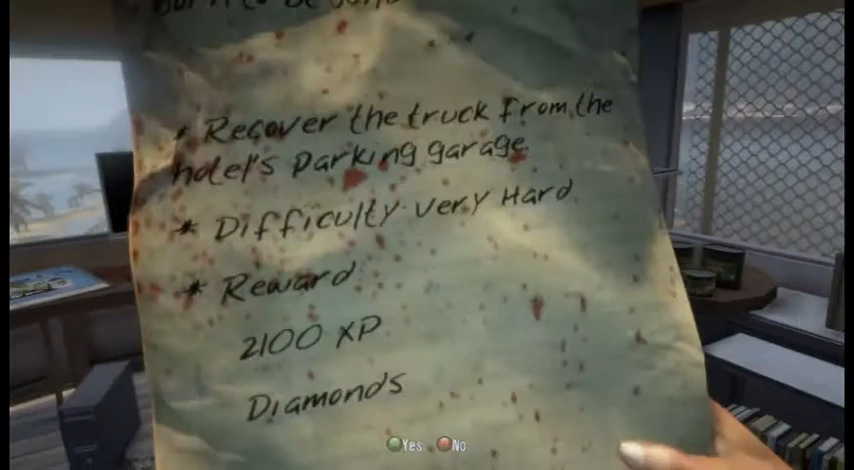 * Recover the truck from the
hotel's parking garage.
* Difficulty very Hard
* Reward
2100 XP
Diamonds
Yes No